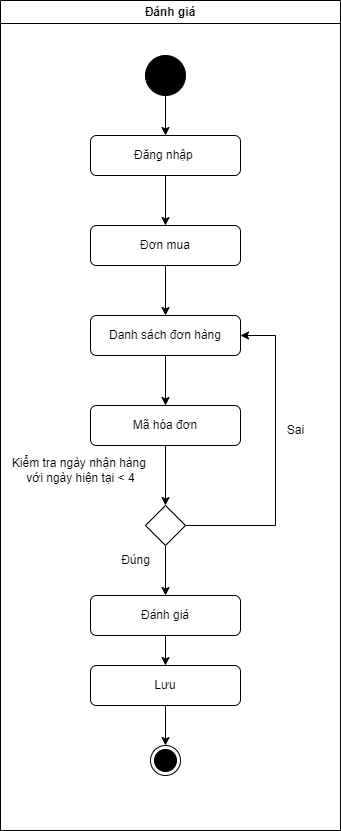 Đánh giá
Đăng nhập
Đơn mua
Danh sách đơn hàng
Mã hóa đơn
Sai
Kiểm tra ngày nhận hàng
với ngày hiện tại < 4
Đúng
Đánh giá
Lưu